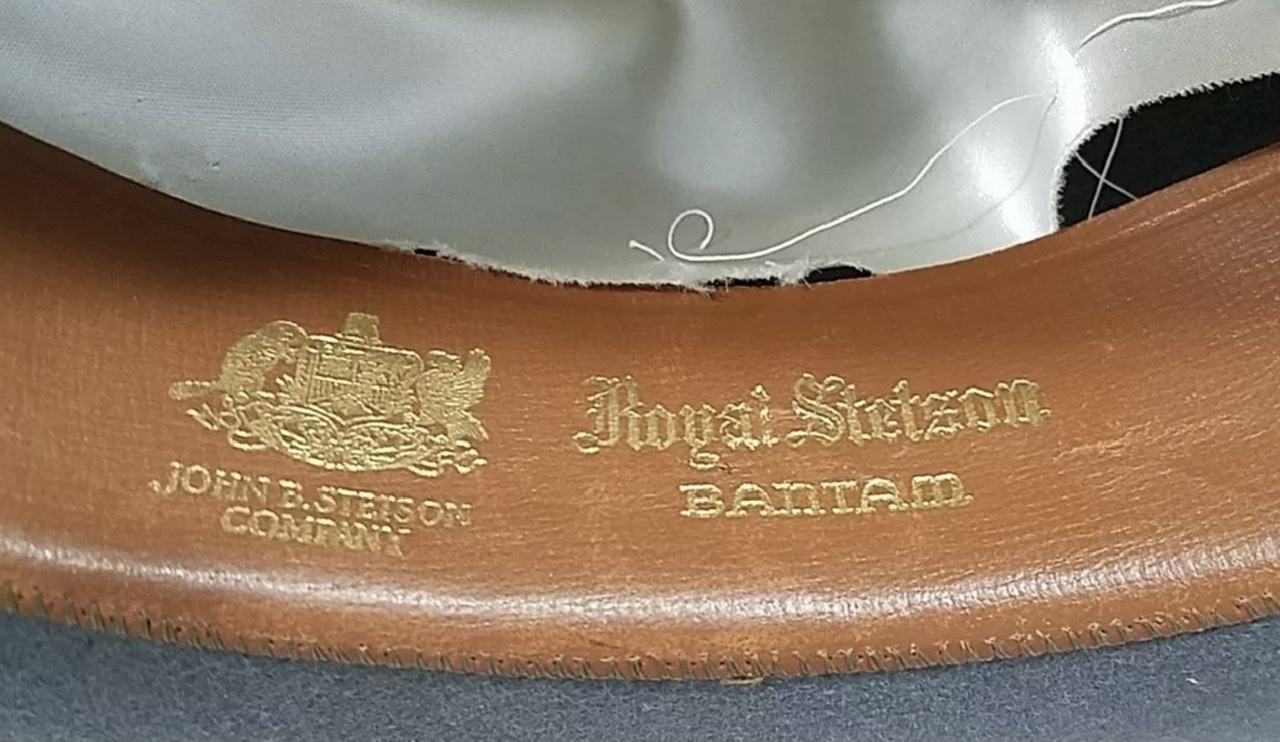 JOHN B. STETSON
COMPANY
Royal Stetson
BANTAM